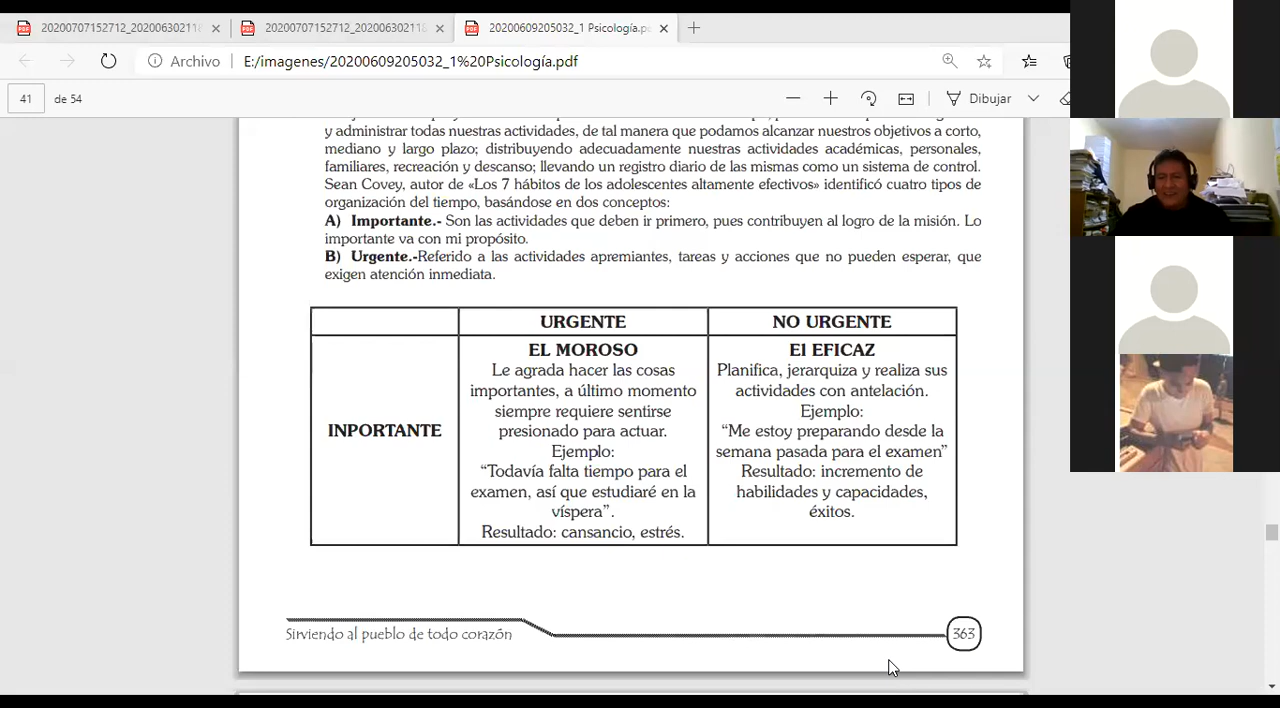 20200707152712_2020063021
20200707152712_2020063021
20200609205032_1 Psicología.p
Archivo
E:/imagenes/20200609205032_1%20Psicología.pdf
41
de 54
Dibujar
y administrar todas nuestras actividades, de tal manera que podamos alcanzar nuestros objetivos a corto,
mediano y largo plazo; distribuyendo adecuadamente nuestras actividades académicas, personales,
familiares, recreación y descanso; llevando un registro diario de las mismas como un sistema de control.
Sean Covey, autor de «Los 7 hábitos de los adolescentes altamente efectivos» identificó cuatro tipos de
organización del tiempo, basándose en dos conceptos:
A) Importante.- Son las actividades que deben ir primero, pues contribuyen al logro de la misión. Lo
importante va con mi propósito.
B) Urgente.-Referido a las actividades apremiantes, tareas y acciones que no pueden esperar, que
exigen atención inmediata.
URGENTE
NO URGENTE
INPORTANTE
EL MOROSO
Le agrada hacer las cosas
importantes, a último momento
siempre requiere sentirse
presionado para actuar.
Ejemplo:
“Todavía falta tiempo para el
examen, así que estudiaré en la
víspera”.
Resultado: cansancio, estrés.
El EFICAZ
Planifica, jerarquiza y realiza sus
actividades con antelación.
Ejemplo:
“Me estoy preparando desde la
semana pasada para el examen”
Resultado: incremento de
habilidades y capacidades,
éxitos.
Sirviendo al pueblo de todo corazón
363